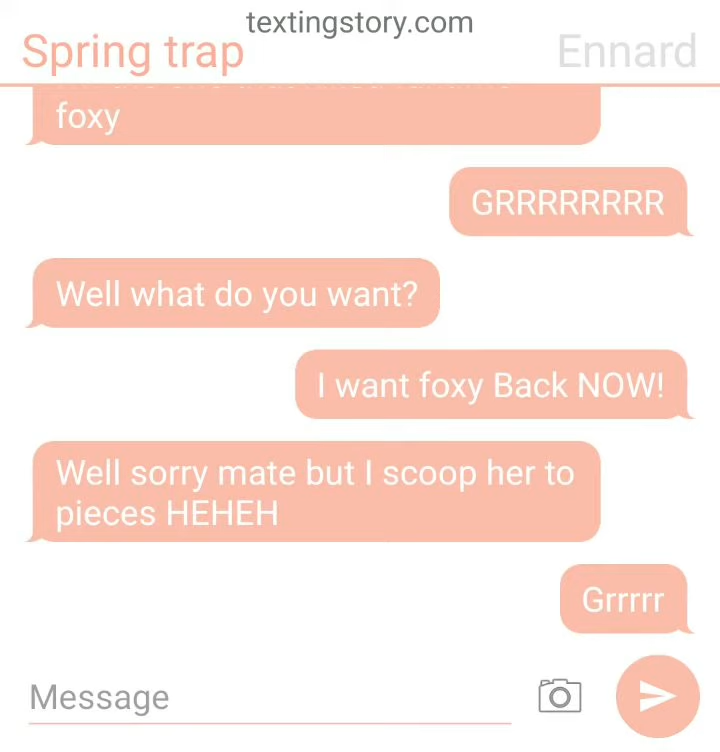 textingstory.com
Spring trap
Ennard
foxy
GRRRRRRRR
Well what do you want?
I want foxy Back NOW!
Well sorry mate but I scoop her to
pieces HEHEH
Grrrrr
Message